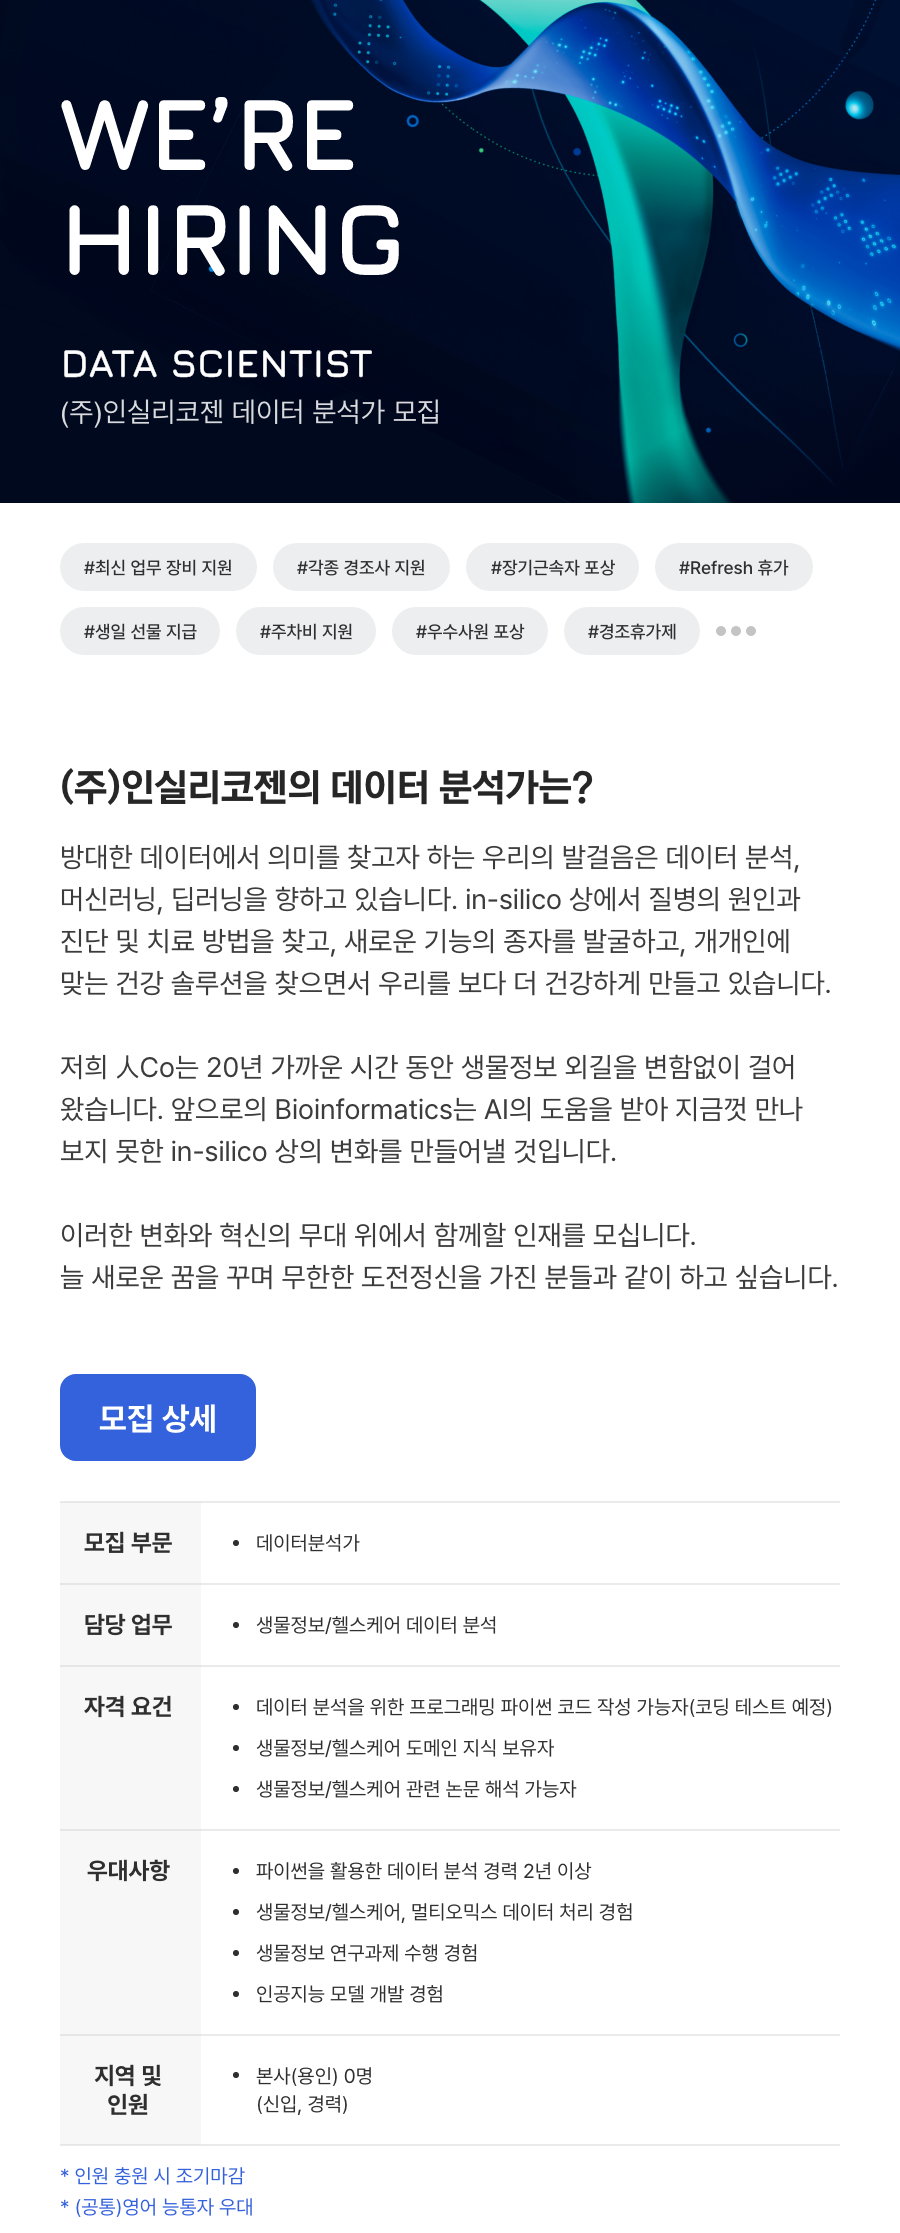 WE'RE
HIRING
DATA SCIENTIST
(주)인실리코젠 데이터 분석가 모집
#최신 업무 장비 지원 #각종 경조사 지원 #장기근속자 포상 #Refresh 휴가
#생일 선물 지급 #주차비 지원 #우수사원 포상 #경조휴가제
(주)인실리코젠의 데이터 분석가는?
방대한 데이터에서 의미를 찾고자 하는 우리의 발걸음은 데이터 분석,
머신러닝, 딥러닝을 향하고 있습니다. in-silico 상에서 질병의 원인과
진단 및 치료 방법을 찾고, 새로운 기능의 종자를 발굴하고, 개개인에
맞는 건강 솔루션을 찾으면서 우리를 보다 더 건강하게 만들고 있습니다.
저희 人Co는 20년 가까운 시간 동안 생물정보 외길을 변함없이 걸어
왔습니다. 앞으로의 Bioinformatics는 AI의 도움을 받아 지금껏 만나
보지 못한 in-silico 상의 변화를 만들어낼 것입니다.
이러한 변화와 혁신의 무대 위에서 함께할 인재를 모십니다.
늘 새로운 꿈을 꾸며 무한한 도전정신을 가진 분들과 같이 하고 싶습니다.
모집 상세
모집 부문
• 데이터분석가
담당 업무
• 생물정보/헬스케어 데이터 분석
자격 요건
• 데이터 분석을 위한 프로그래밍 파이썬 코드 작성 가능자(코딩 테스트 예정)
• 생물정보/헬스케어 도메인 지식 보유자
• 생물정보/헬스케어 관련 논문 해석 가능자
우대사항
• 파이썬을 활용한 데이터 분석 경력 2년 이상
• 생물정보/헬스케어, 멀티오믹스 데이터 처리 경험
• 생물정보 연구과제 수행 경험
• 인공지능 모델 개발 경험
지역 및
인원
• 본사(용인) 0명
(신입, 경력)
* 인원 충원 시 조기마감
* (공통)영어 능통자 우대